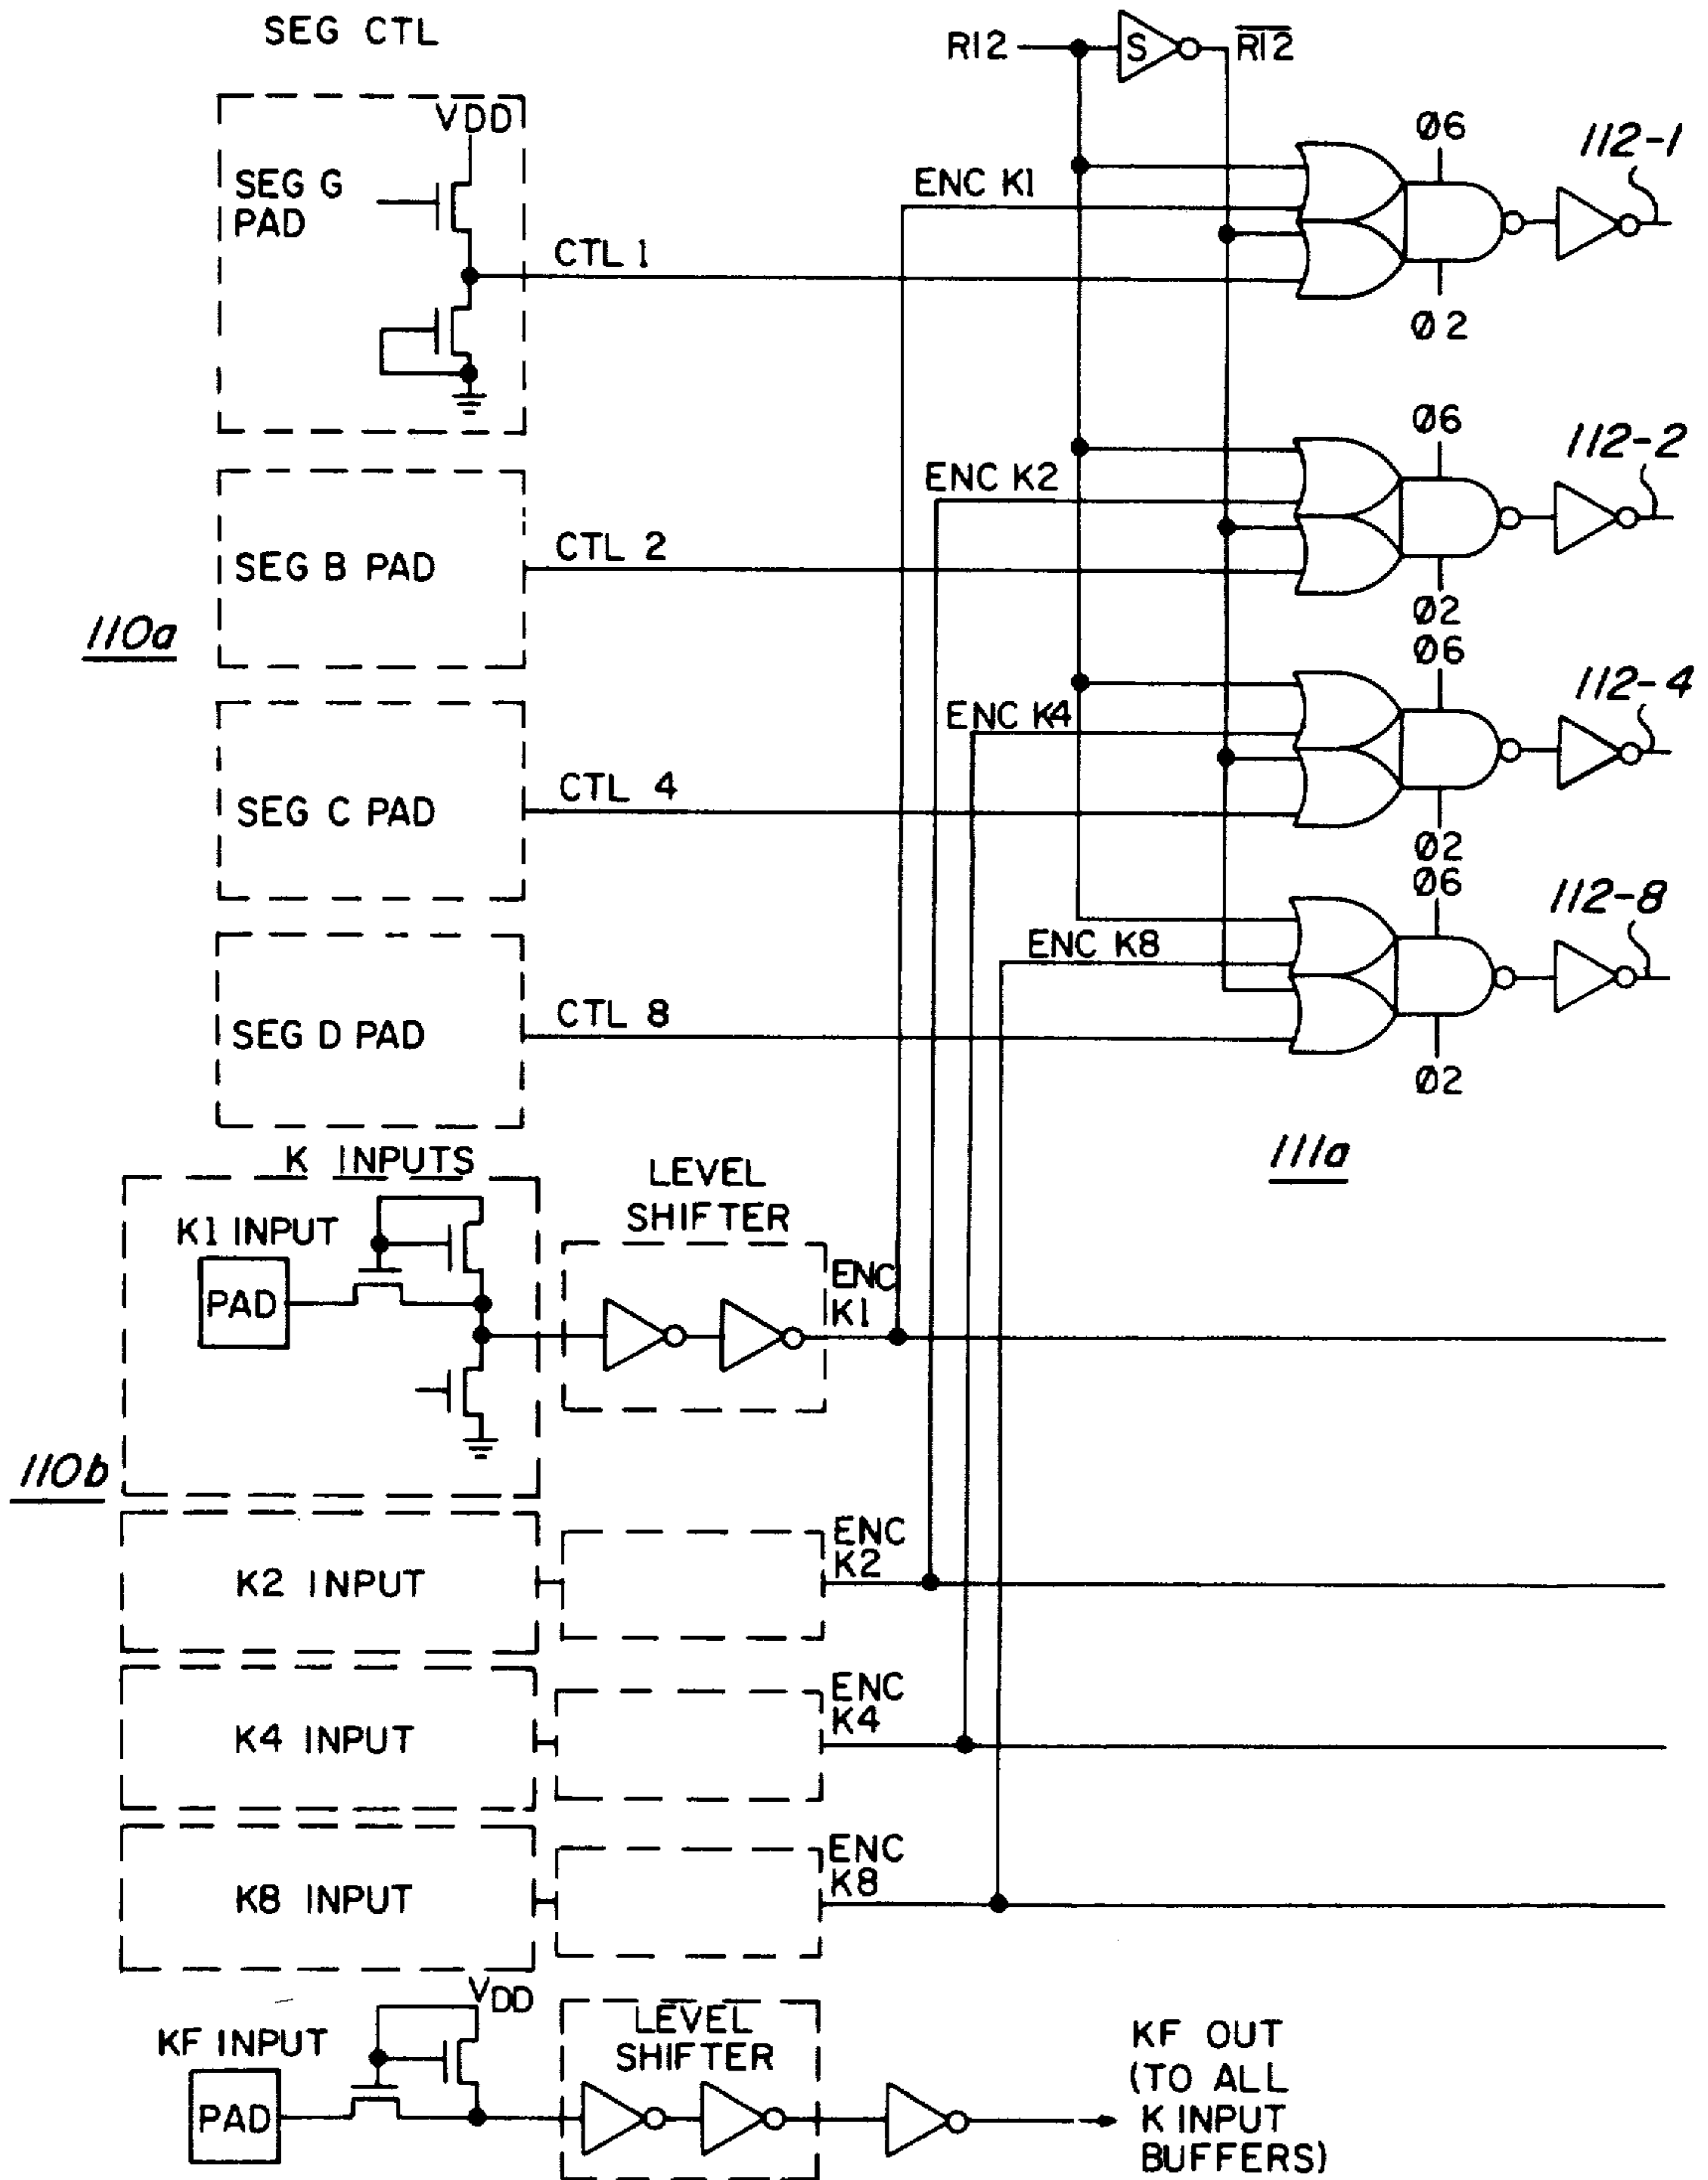 SEG CTL
RI2
S
R̅I̅2̅
VDD
SEG G
PAD
CTL 1
ENC K1
Ø6
Ø2
112-1
SEG B PAD
CTL 2
ENC K2
Ø6
Ø2
112-2
110a
SEG C PAD
CTL 4
ENC K4
Ø6
Ø2
112-4
SEG D PAD
CTL 8
ENC K8
Ø6
Ø2
112-8
111a
K INPUTS
K1 INPUT
PAD
LEVEL
SHIFTER
ENC
K1
110b
K2 INPUT
ENC
K2
K4 INPUT
ENC
K4
K8 INPUT
ENC
K8
VDD
KF INPUT
PAD
LEVEL
SHIFTER
KF OUT
(TO ALL
K INPUT
BUFFERS)